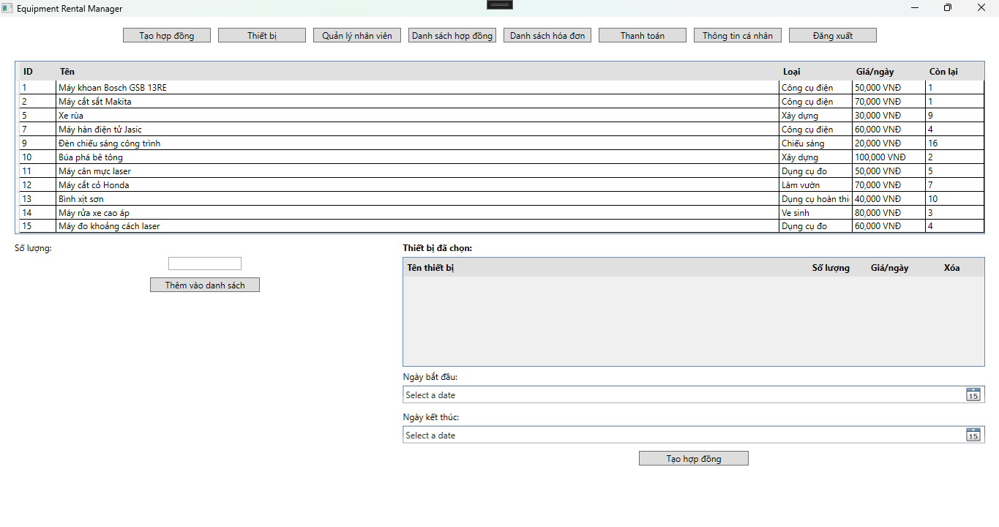 Equipment Rental Manager
Tạo hợp đồng Thiết bị Quản lý nhân viên Danh sách hợp đồng Danh sách hóa đơn Thanh toán Thông tin cá nhân Đăng xuất
ID Tên Loại Giá/ngày Còn lại
1 Máy khoan Bosch GSB 13RE Công cụ điện 50,000 VNĐ 1
2 Máy cắt sắt Makita Công cụ điện 70,000 VNĐ 1
5 Xe rùa Xây dựng 30,000 VNĐ 9
7 Máy hàn điện tử Jasic Công cụ điện 60,000 VNĐ 4
9 Đèn chiếu sáng công trình Chiếu sáng 20,000 VNĐ 16
10 Búa phá bê tông Xây dựng 100,000 VNĐ 2
11 Máy cân mực laser Dụng cụ đo 50,000 VNĐ 5
12 Máy cắt cỏ Honda Làm vườn 70,000 VNĐ 7
13 Bình xịt sơn Dụng cụ hoàn thi 40,000 VNĐ 10
14 Máy rửa xe cao áp Ve sinh 80,000 VNĐ 3
15 Máy đo khoảng cách laser Dụng cụ đo 60,000 VNĐ 4
Số lượng:
Thêm vào danh sách
Thiết bị đã chọn:
Tên thiết bị Số lượng Giá/ngày Xóa
Ngày bắt đầu:
Select a date 15
Ngày kết thúc:
Select a date 15
Tạo hợp đồng